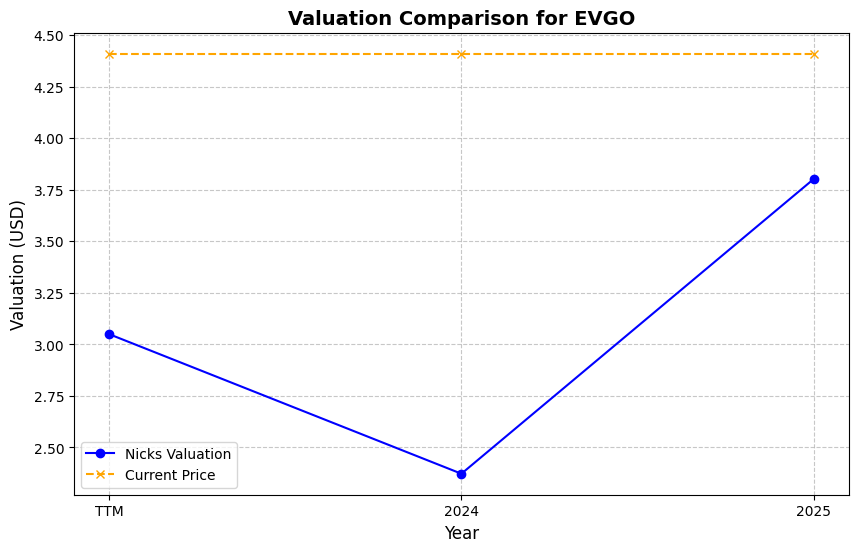 Valuation Comparison for EVGO
Valuation (USD)
4.50
4.25
4.00
3.75
3.50
3.25
3.00
2.75
2.50
Nicks Valuation
Current Price
TTM
2024
2025
Year